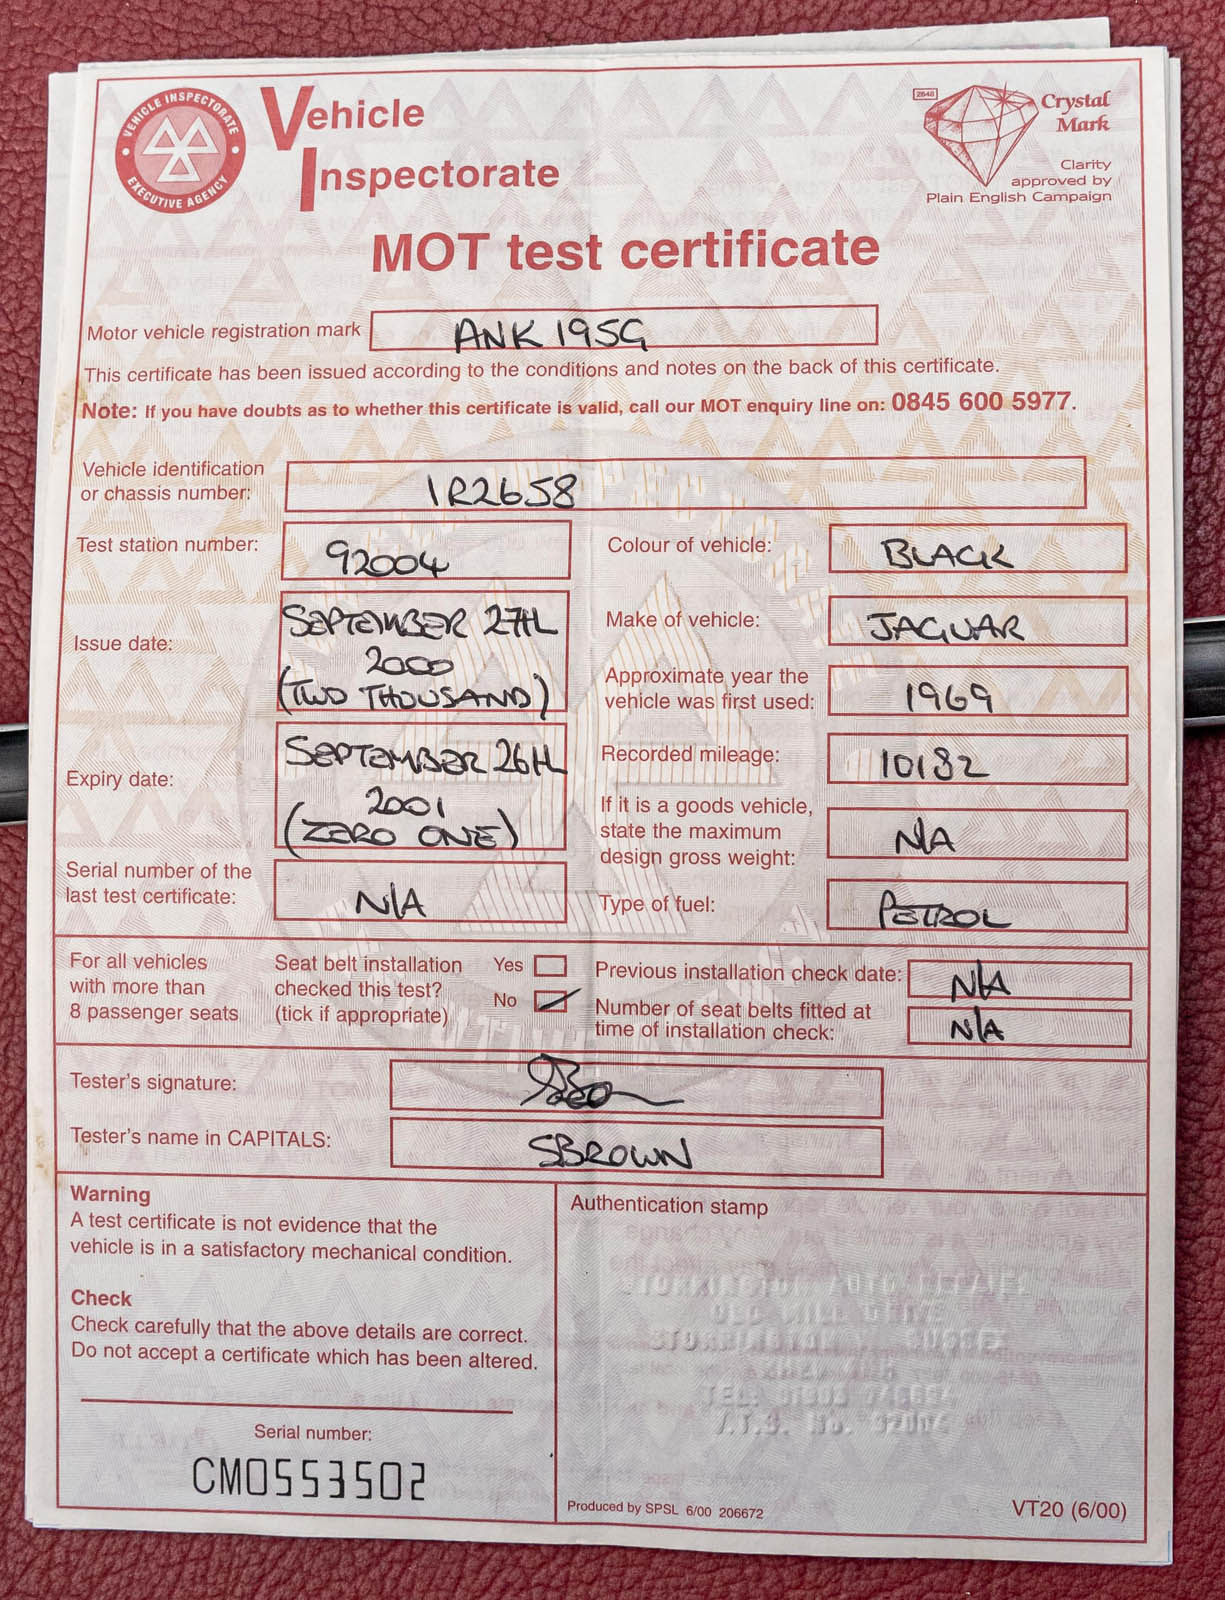 VEHICLE INSPECTORATE
EXECUTIVE AGENCY
Vehicle
Inspectorate
2648
Crystal
Mark
Clarity
approved by
Plain English Campaign
MOT test certificate
Motor vehicle registration mark ANK 195G
This certificate has been issued according to the conditions and notes on the back of this certificate.
Note: If you have doubts as to whether this certificate is valid, call our MOT enquiry line on: 0845 600 5977.
Vehicle identification
or chassis number: 1R2658
Test station number: 92004
Colour of vehicle: BLACK
Issue date: SEPTEMBER 27TH
2000
(TWO THOUSAND)
Make of vehicle: JAGUAR
Approximate year the
vehicle was first used: 1969
Expiry date: SEPTEMBER 26TH
2001
(ZERO ONE)
Recorded mileage: 10182
If it is a goods vehicle,
state the maximum
design gross weight: N/A
Serial number of the
last test certificate: N/A
Type of fuel: PETROL
For all vehicles
with more than
8 passenger seats
Seat belt installation
checked this test?
(tick if appropriate)
Yes
No
Previous installation check date: N/A
Number of seat belts fitted at
time of installation check: N/A
Tester's signature:
Tester's name in CAPITALS: S BROWN
Warning
A test certificate is not evidence that the
vehicle is in a satisfactory mechanical condition.
Check
Check carefully that the above details are correct.
Do not accept a certificate which has been altered.
Serial number:
CM0553502
Authentication stamp
OLD MILL DRIVE
STORRINGTON SUSSEX
TEL:
No. 92004
Produced by SPSL 6/00 206672
VT20 (6/00)